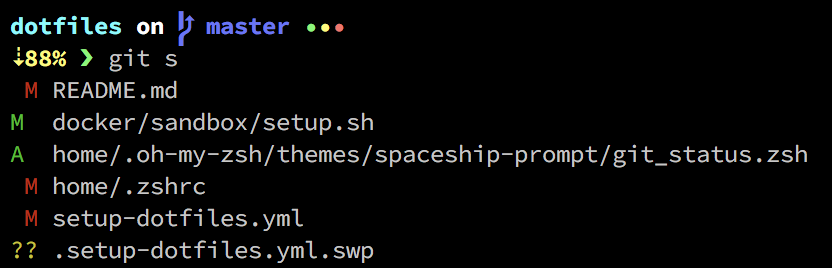 dotfiles on  master •••
⇣88% ❯ git s
 M README.md
M  docker/sandbox/setup.sh
A  home/.oh-my-zsh/themes/spaceship-prompt/git_status.zsh
 M home/.zshrc
 M setup-dotfiles.yml
?? .setup-dotfiles.yml.swp